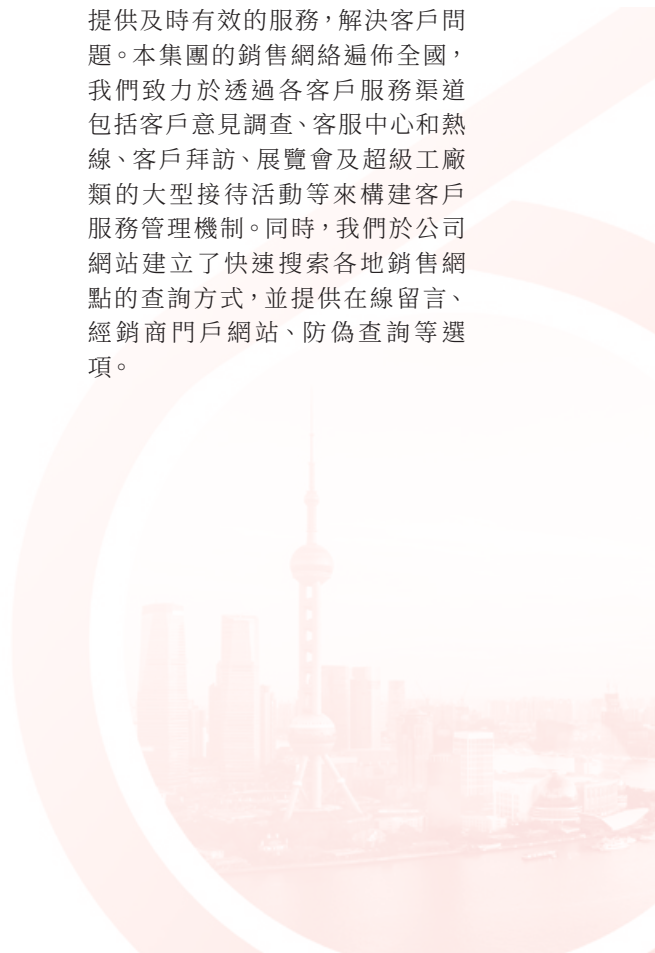 提供及時有效的服務，解決客戶問
題。本集團的銷售網絡遍佈全國，
我們致力於透過各客戶服務渠道
包括客戶意見調查、客服中心和熱
線、客戶拜訪、展覽會及超級工廠
類的大型接待活動等來構建客戶
服務管理機制。同時，我們於公司
網站建立了快速搜索各地銷售網
點的查詢方式，並提供在線留言、
經銷商門戶網站、防偽查詢等選
項。